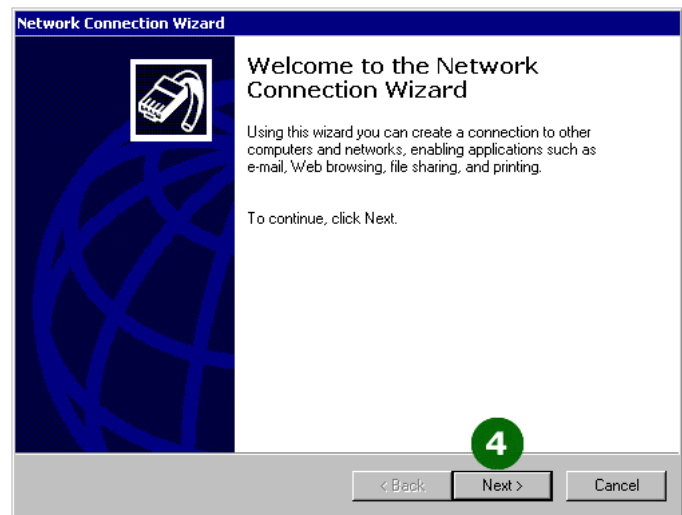 Network Connection Wizard
Welcome to the Network
Connection Wizard
Using this wizard you can create a connection to other
computers and networks, enabling applications such as
e-mail, Web browsing, file sharing, and printing.
To continue, click Next.
4
< Back
Next >
Cancel